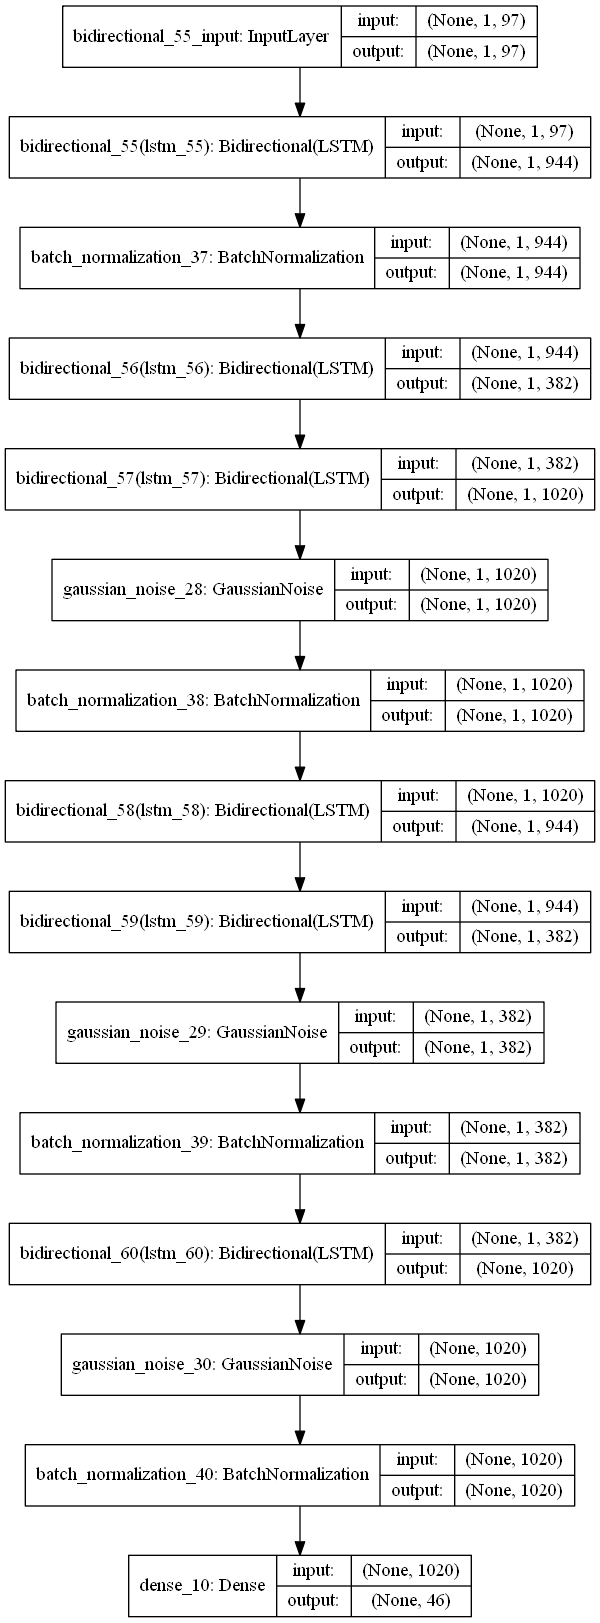 bidirectional_55_input: InputLayer
input: (None, 1, 97)
output: (None, 1, 97)
bidirectional_55(lstm_55): Bidirectional(LSTM)
input: (None, 1, 97)
output: (None, 1, 944)
batch_normalization_37: BatchNormalization
input: (None, 1, 944)
output: (None, 1, 944)
bidirectional_56(lstm_56): Bidirectional(LSTM)
input: (None, 1, 944)
output: (None, 1, 382)
bidirectional_57(lstm_57): Bidirectional(LSTM)
input: (None, 1, 382)
output: (None, 1, 1020)
gaussian_noise_28: GaussianNoise
input: (None, 1, 1020)
output: (None, 1, 1020)
batch_normalization_38: BatchNormalization
input: (None, 1, 1020)
output: (None, 1, 1020)
bidirectional_58(lstm_58): Bidirectional(LSTM)
input: (None, 1, 1020)
output: (None, 1, 944)
bidirectional_59(lstm_59): Bidirectional(LSTM)
input: (None, 1, 944)
output: (None, 1, 382)
gaussian_noise_29: GaussianNoise
input: (None, 1, 382)
output: (None, 1, 382)
batch_normalization_39: BatchNormalization
input: (None, 1, 382)
output: (None, 1, 382)
bidirectional_60(lstm_60): Bidirectional(LSTM)
input: (None, 1, 382)
output: (None, 1020)
gaussian_noise_30: GaussianNoise
input: (None, 1020)
output: (None, 1020)
batch_normalization_40: BatchNormalization
input: (None, 1020)
output: (None, 1020)
dense_10: Dense
input: (None, 1020)
output: (None, 46)